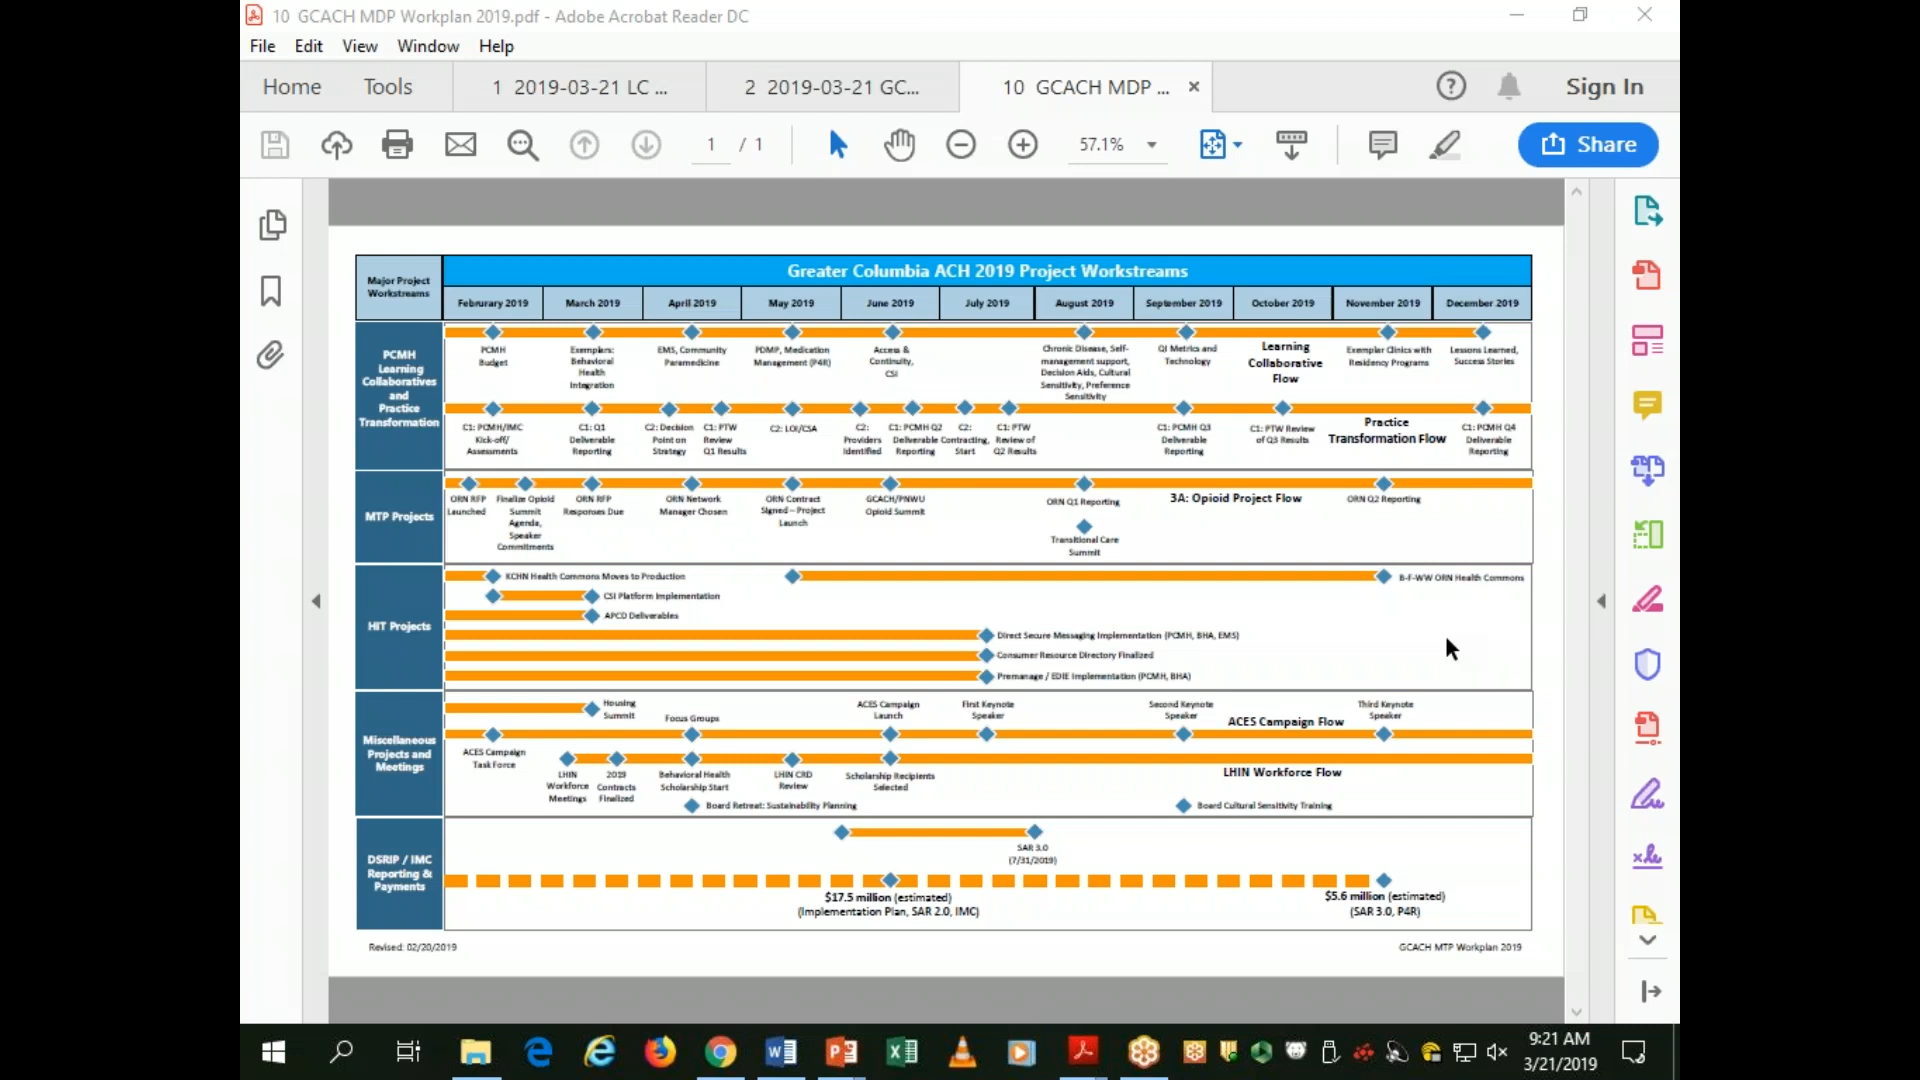 10 GCACH MDP Workplan 2019.pdf - Adobe Acrobat Reader DC
File Edit View Window Help
Home Tools 1 2019-03-21 LC ... 2 2019-03-21 GC... 10 GCACH MDP ... Sign In
1 / 1 57.1% Share
Major Project
Workstreams
Greater Columbia ACH 2019 Project Workstreams
Februrary 2019 March 2019 April 2019 May 2019 June 2019 July 2019 August 2019 September 2019 October 2019 November 2019 December 2019
PCMH
Learning
Collaboratives
and
Practice
Transformation
PCMH
Budget
Exemplers:
Behavioral
Health
Integration
EMS, Community
Paramedicine
PDMP, Medication
Management (P4R)
Access &
Continuity,
CSI
Chronic Disease, Self-
management support,
Decision Aids, Cultural
Sensitivity, Preference
Sensitivity
QI Metrics and
Technology
Learning
Collaborative
Flow
Exempler Clinics with
Residency Programs
Lessons Learned,
Success Stories
C1: PCMH/IMC
Kick-off/
Assessments
C1: Q1
Deliverable
Reporting
C2: Decision
Point on
Strategy
C1: PTW
Review
Q1 Results
C2: LOI/CSA
C2:
Providers
Identified
C1: PCMH Q2
Deliverable
Reporting
C2:
Contracting,
Start
C1: PTW
Review of
Q2 Results
C1: PCMH Q3
Deliverable
Reporting
C1: PTW Review
of Q3 Results
Practice
Transformation Flow
C1: PCMH Q4
Deliverable
Reporting
MTP Projects
ORN RFP
Launched
Finalize Opioid
Summit
Agenda,
Speaker
Commitments
ORN RFP
Responses Due
ORN Network
Manager Chosen
ORN Contract
Signed – Project
Launch
GCACH/PNWU
Opioid Summit
ORN Q1 Reporting
3A: Opioid Project Flow
ORN Q2 Reporting
Transitional Care
Summit
HIT Projects
KCHN Health Commons Moves to Production
B-F-WW ORN Health Commons
CSI Platform Implementation
APCD Deliverables
Direct Secure Messaging Implementation (PCMH, BHA, EMS)
Consumer Resource Directory Finalized
Premanage / EDIE Implementation (PCMH, BHA)
Miscellaneous
Projects and
Meetings
Housing
Summit
Focus Groups
ACES Campaign
Launch
First Keynote
Speaker
Second Keynote
Speaker
ACES Campaign Flow
Third Keynote
Speaker
ACES Campaign
Task Force
LHIN
Workforce
Meetings
2019
Contracts
Finalized
Behavioral Health
Scholarship Start
LHIN CRD
Review
Scholarship Recipients
Selected
LHIN Workforce Flow
Board Retreat: Sustainability Planning
Board Cultural Sensitivity Training
DSRIP / IMC
Reporting &
Payments
SAR 3.0
(7/31/2019)
$17.5 million (estimated)
(Implementation Plan, SAR 2.0, IMC)
$5.6 million (estimated)
(SAR 3.0, P4R)
Revised: 02/20/2019
GCACH MTP Workplan 2019
9:21 AM
3/21/2019